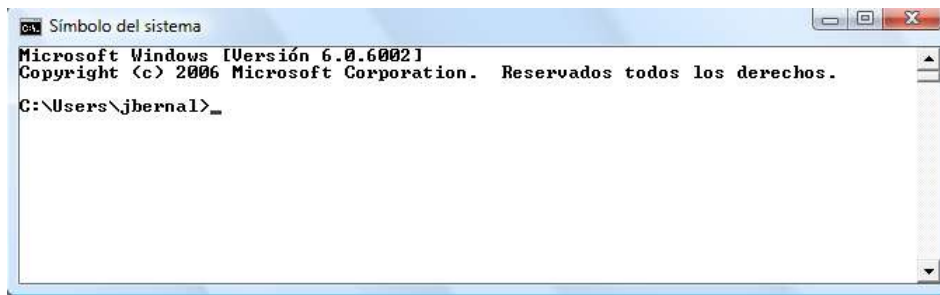 Símbolo del sistema
Microsoft Windows [Versión 6.0.6002]
Copyright (c) 2006 Microsoft Corporation.  Reservados todos los derechos.
C:\Users\jbernal>_